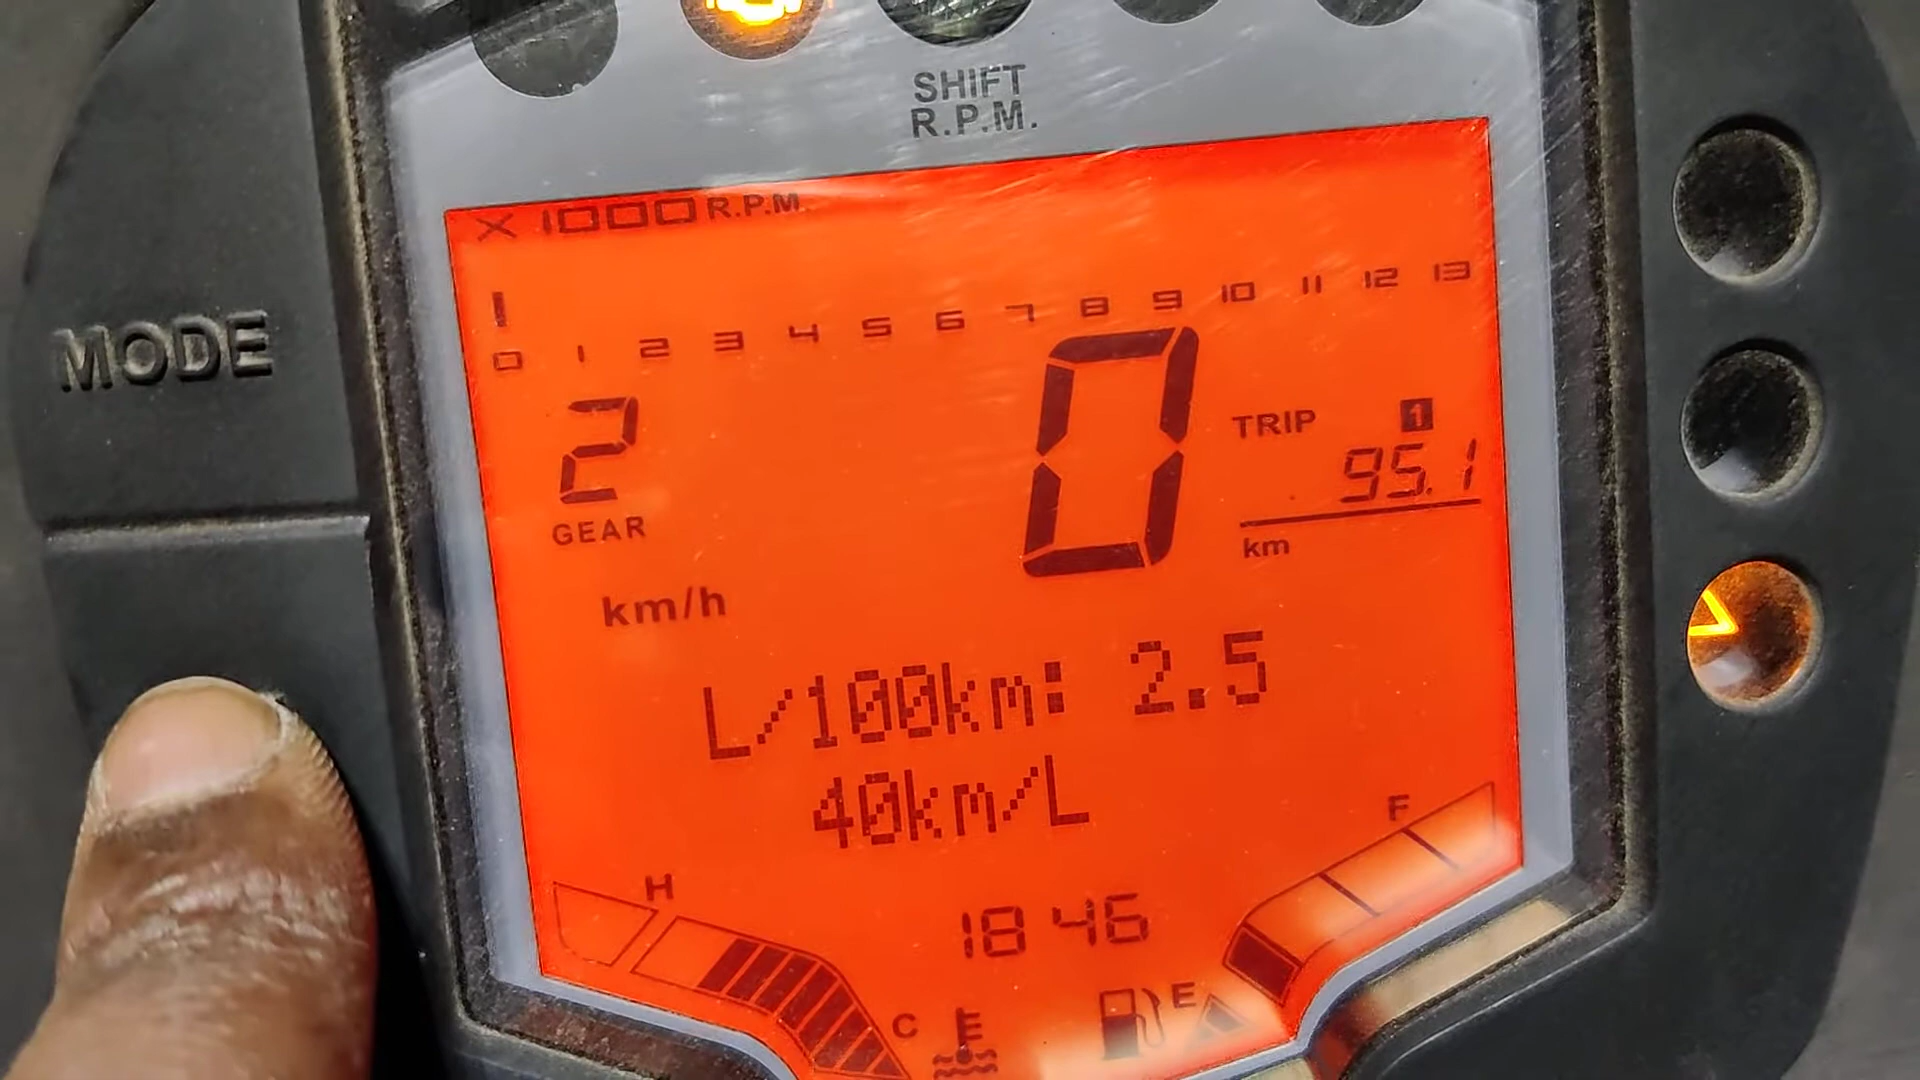 SHIFT
R.P.M.
X 1000 R.P.M.
0 1 2 3 4 5 6 7 8 9 10 11 12 13
MODE
2
GEAR
0
TRIP 1
95.1
km
km/h
L/100km: 2.5
40km/L
H
F
18 46
C
E